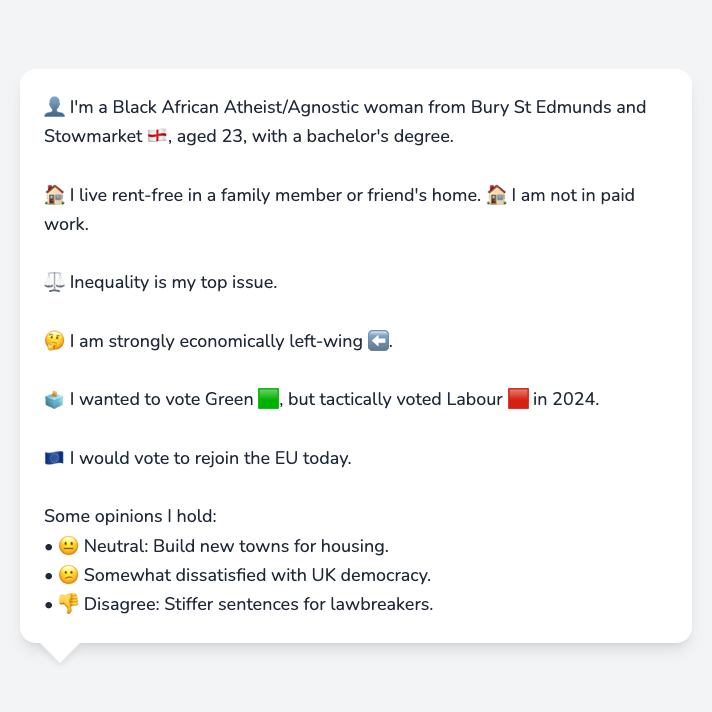 👤 I'm a Black African Atheist/Agnostic woman from Bury St Edmunds and
Stowmarket 🏴󠁧󠁢󠁥󠁮󠁧󠁿, aged 23, with a bachelor's degree.
🏠 I live rent-free in a family member or friend's home. 🏠 I am not in paid
work.
⚖️ Inequality is my top issue.
🤔 I am strongly economically left-wing ⬅️.
🗳️ I wanted to vote Green 🟩, but tactically voted Labour 🟥 in 2024.
🇪🇺 I would vote to rejoin the EU today.
Some opinions I hold:
• 😐 Neutral: Build new towns for housing.
• 😕 Somewhat dissatisfied with UK democracy.
• 👎 Disagree: Stiffer sentences for lawbreakers.